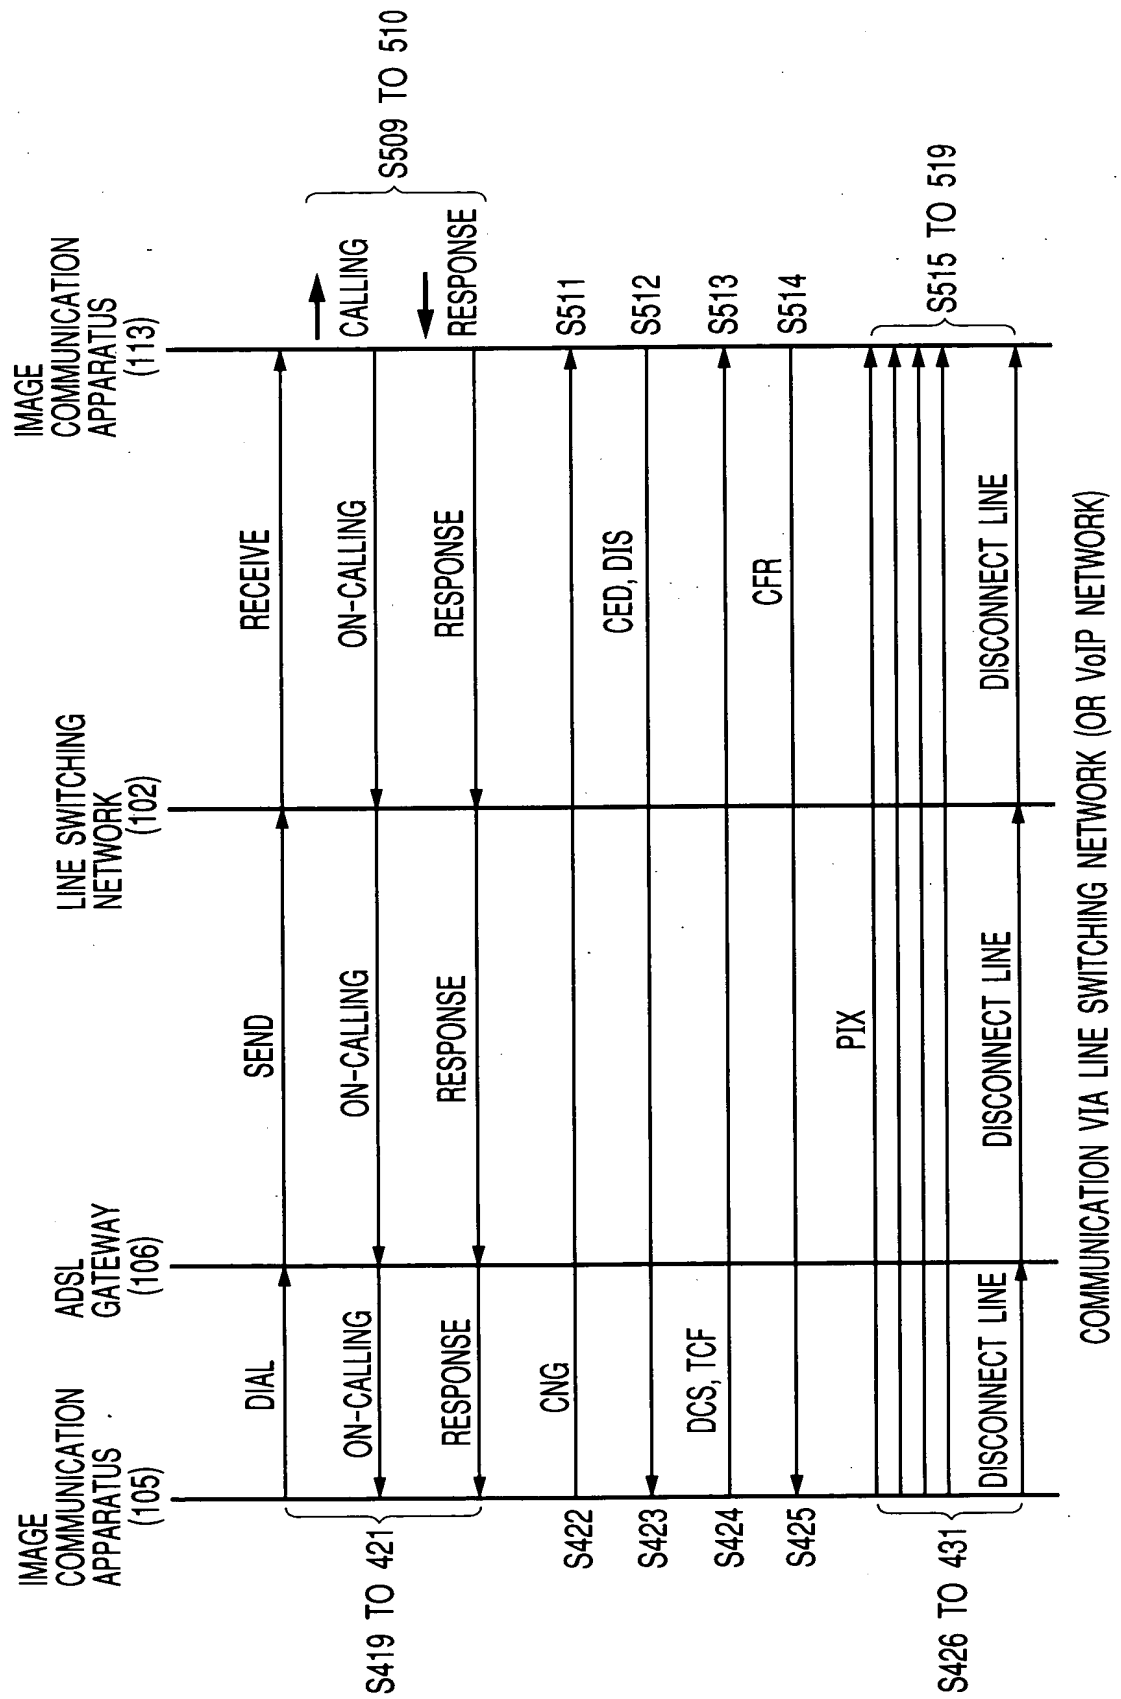 IMAGE
COMMUNICATION
APPARATUS
(105)
ADSL
GATEWAY
(106)
LINE SWITCHING
NETWORK
(102)
IMAGE
COMMUNICATION
APPARATUS
(113)
S419 TO 421
DIAL
SEND
RECEIVE
CALLING
S509 TO 510
ON-CALLING
ON-CALLING
ON-CALLING
RESPONSE
RESPONSE
RESPONSE
RESPONSE
S422
CNG
S511
S423
CED, DIS
S512
S424
DCS, TCF
S513
S425
CFR
S514
S426 TO 431
PIX
S515 TO 519
DISCONNECT LINE
DISCONNECT LINE
DISCONNECT LINE
COMMUNICATION VIA LINE SWITCHING NETWORK (OR VoIP NETWORK)